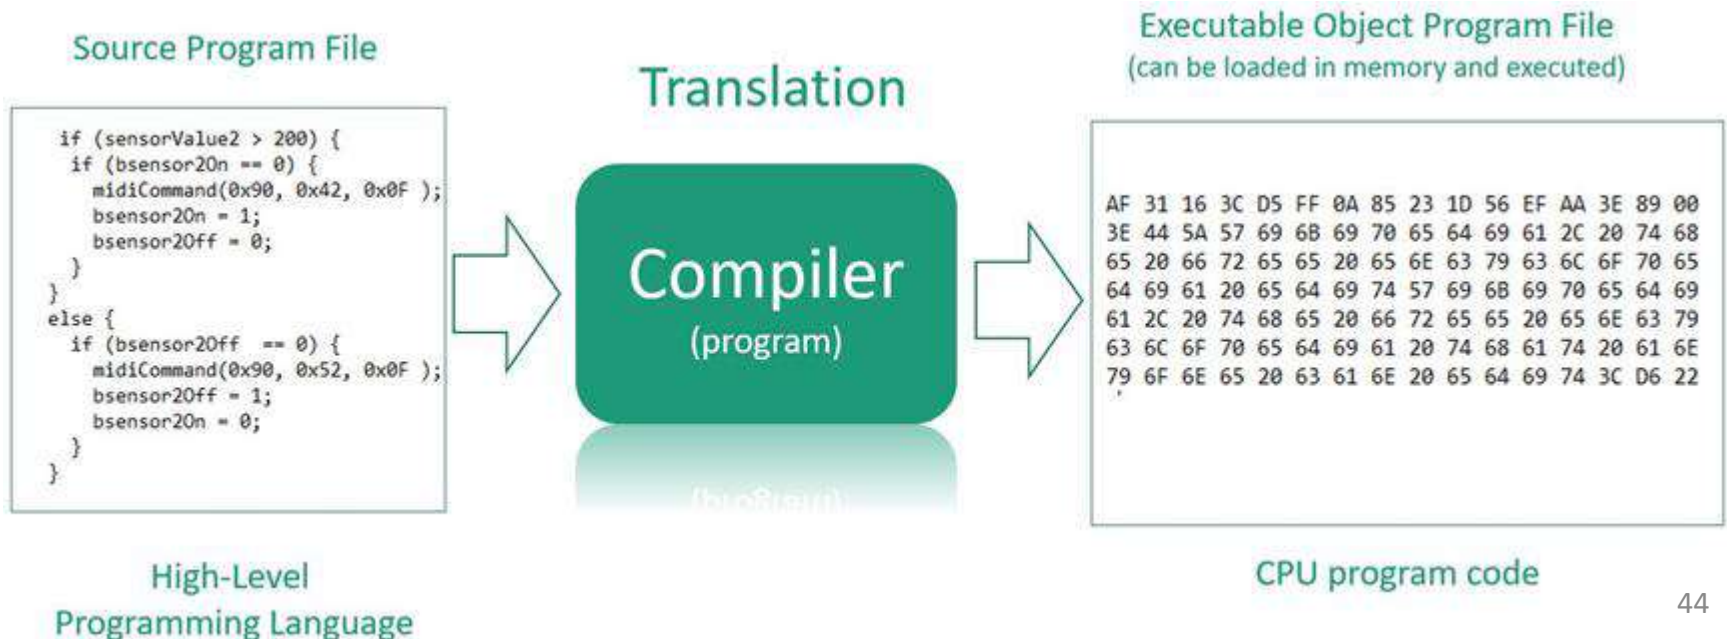 Source Program File
if (sensorValue2 > 200) {
if (bsensor2On == 0) {
midiCommand(0x90, 0x42, 0x0F );
bsensor2On = 1;
bsensor2Off = 0;
}
}
else {
if (bsensor2Off  == 0) {
midiCommand(0x90, 0x52, 0x0F );
bsensor2Off = 1;
bsensor2On = 0;
}
}
High-Level
Programming Language
Translation
Compiler
(program)
Executable Object Program File
(can be loaded in memory and executed)
AF 31 16 3C D5 FF 0A 85 23 1D 56 EF AA 3E 89 00
3E 44 5A 57 69 6B 69 70 65 64 69 61 2C 20 74 68
65 20 66 72 65 65 20 65 6E 63 79 63 6C 6F 70 65
64 69 61 20 65 64 69 74 57 69 6B 69 70 65 64 69
61 2C 20 74 68 65 20 66 72 65 65 20 65 6E 63 79
63 6C 6F 70 65 64 69 61 20 74 68 61 74 20 61 6E
79 6F 6E 65 20 63 61 6E 20 65 64 69 74 3C D6 22
CPU program code
44